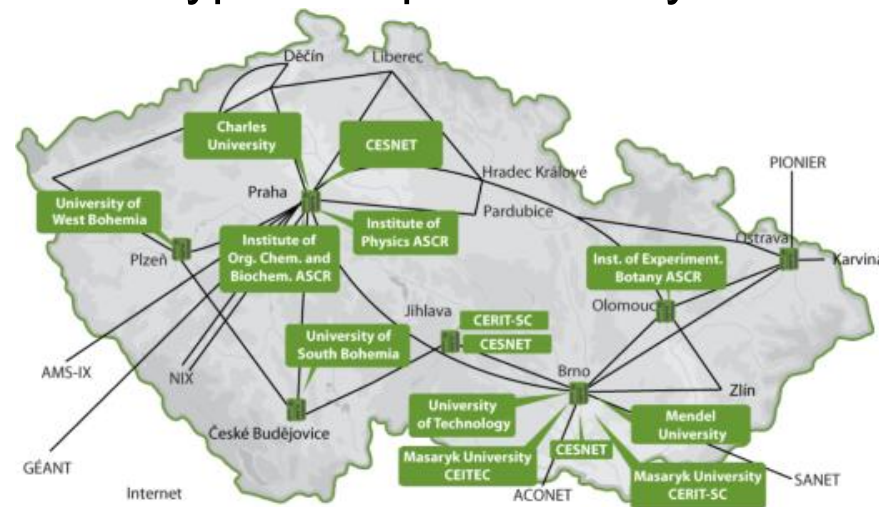 Děčín
Liberec
Charles
University
CESNET
Hradec Králové
PIONIER
Praha
University of
West Bohemia
Pardubice
Institute of
Physics ASCR
Institute of
Org. Chem. and
Biochem. ASCR
Plzeň
Inst. of Experiment.
Botany ASCR
Ostrava
Karvina
Olomouc
Jihlava
CERIT-SC
CESNET
University of
South Bohemia
AMS-IX
NIX
Brno
Zlín
University
of Technology
Mendel
University
České Budějovice
Masaryk University
CEITEC
CESNET
Masaryk University
CERIT-SC
GÉANT
Internet
ACONET
SANET